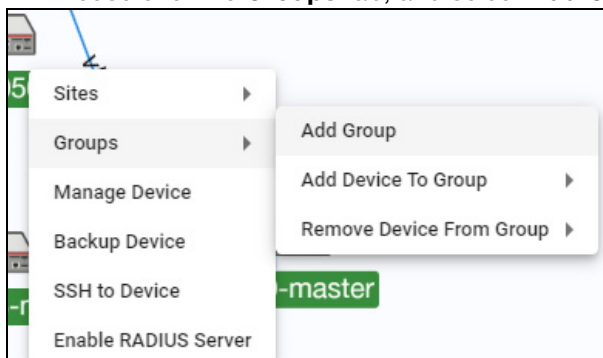 Sites
Groups
Manage Device
Backup Device
SSH to Device
Enable RADIUS Server
Add Group
Add Device To Group
Remove Device From Group
-master